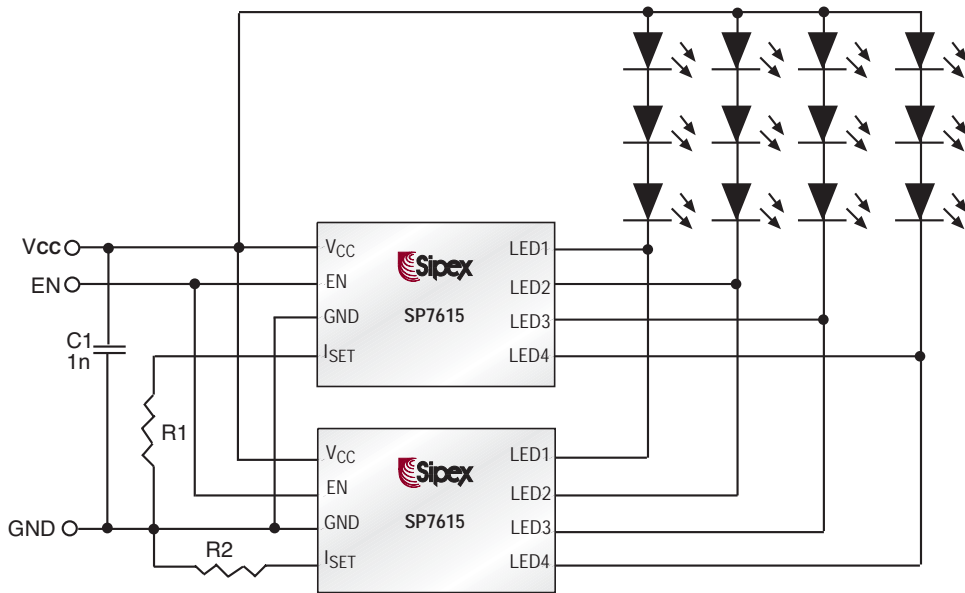 Vcc
EN
C1
1n
R1
GND
R2
VCC
EN
GND
ISET
Sipex
SP7615
LED1
LED2
LED3
LED4
VCC
EN
GND
ISET
Sipex
SP7615
LED1
LED2
LED3
LED4